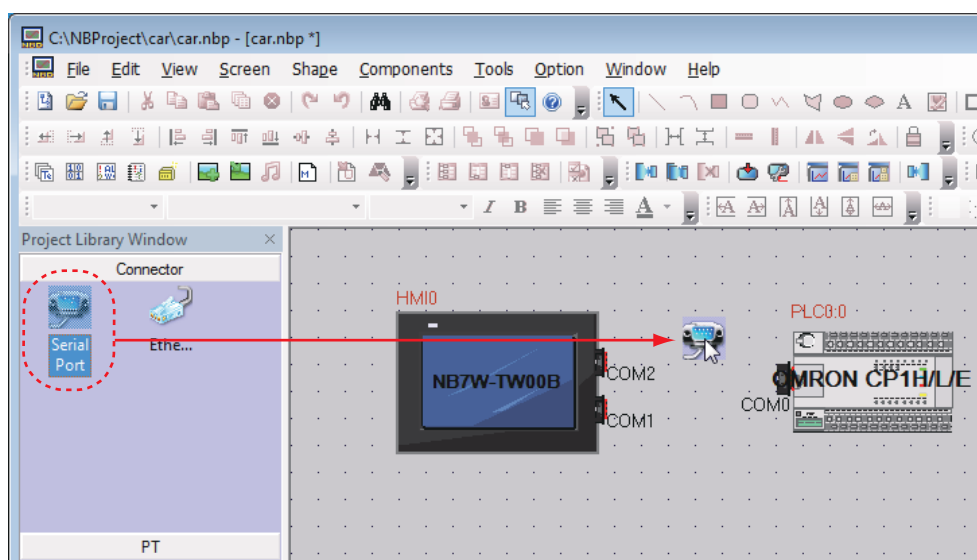 C:\NBProject\car\car.nbp - [car.nbp *]
File Edit View Screen Shape Components Tools Option Window Help
Project Library Window
Connector
Serial Port
Ethe...
PT
HMI0
NB7W-TW00B
COM2
COM1
PLC0:0
OMRON CP1H/L/E
COM0